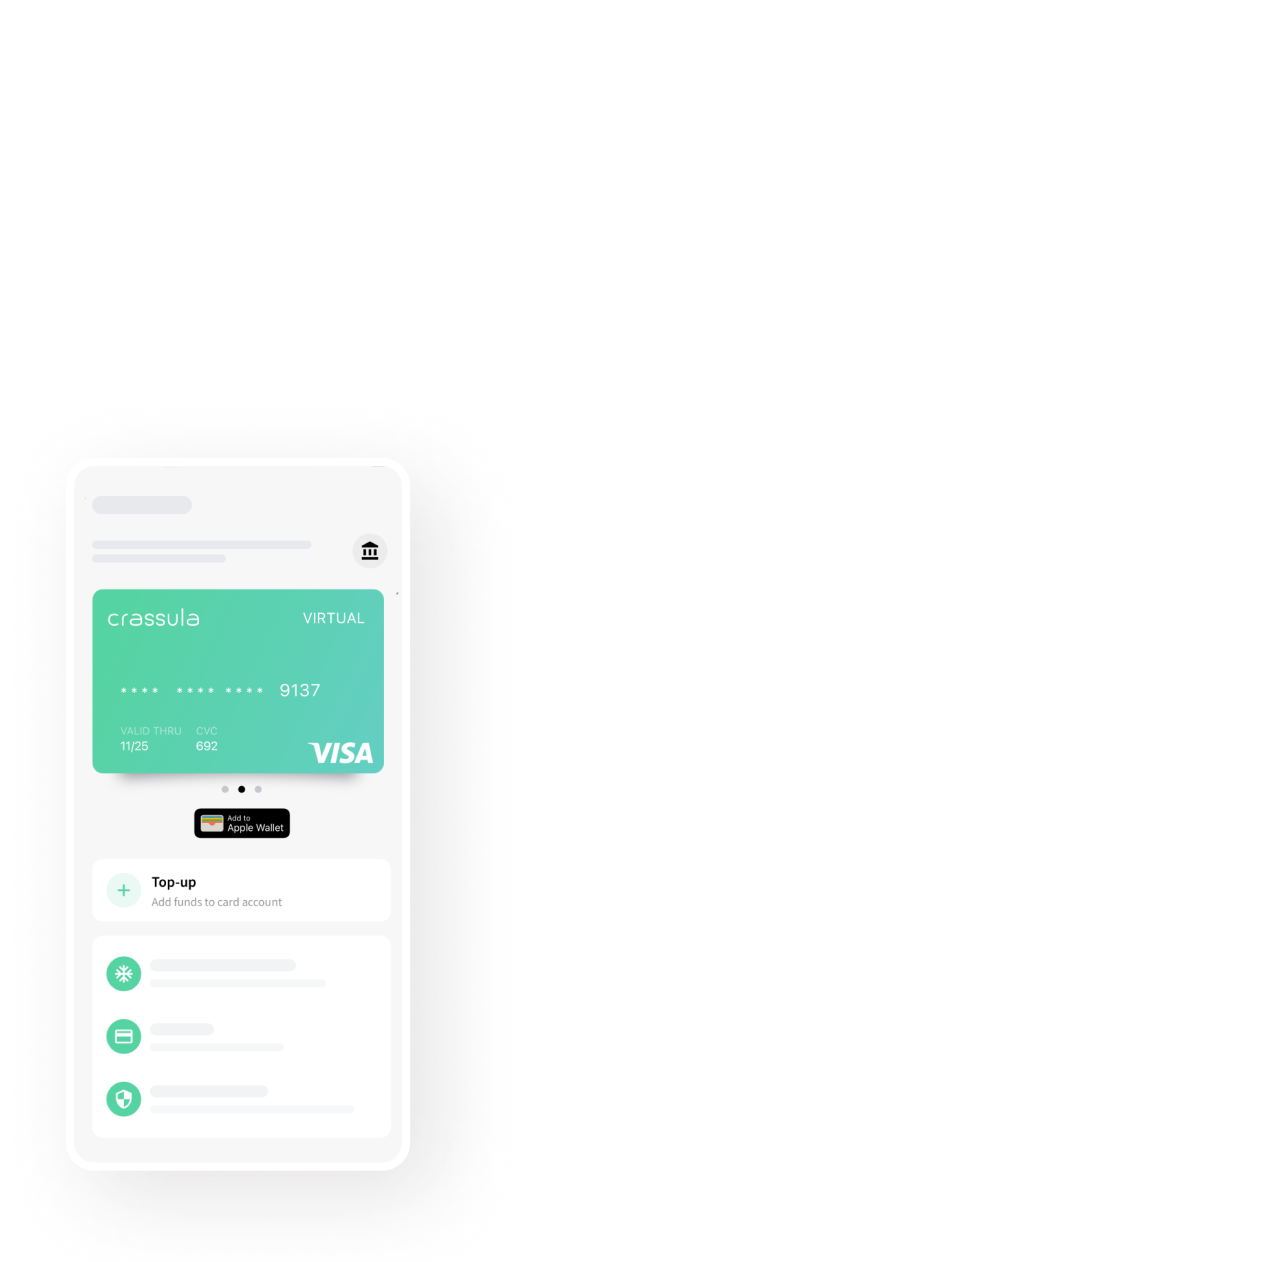 crassula VIRTUAL
**** **** **** 9137
VALID THRU CVC
11/25 692
VISA
Add to
Apple Wallet
Top-up
Add funds to card account